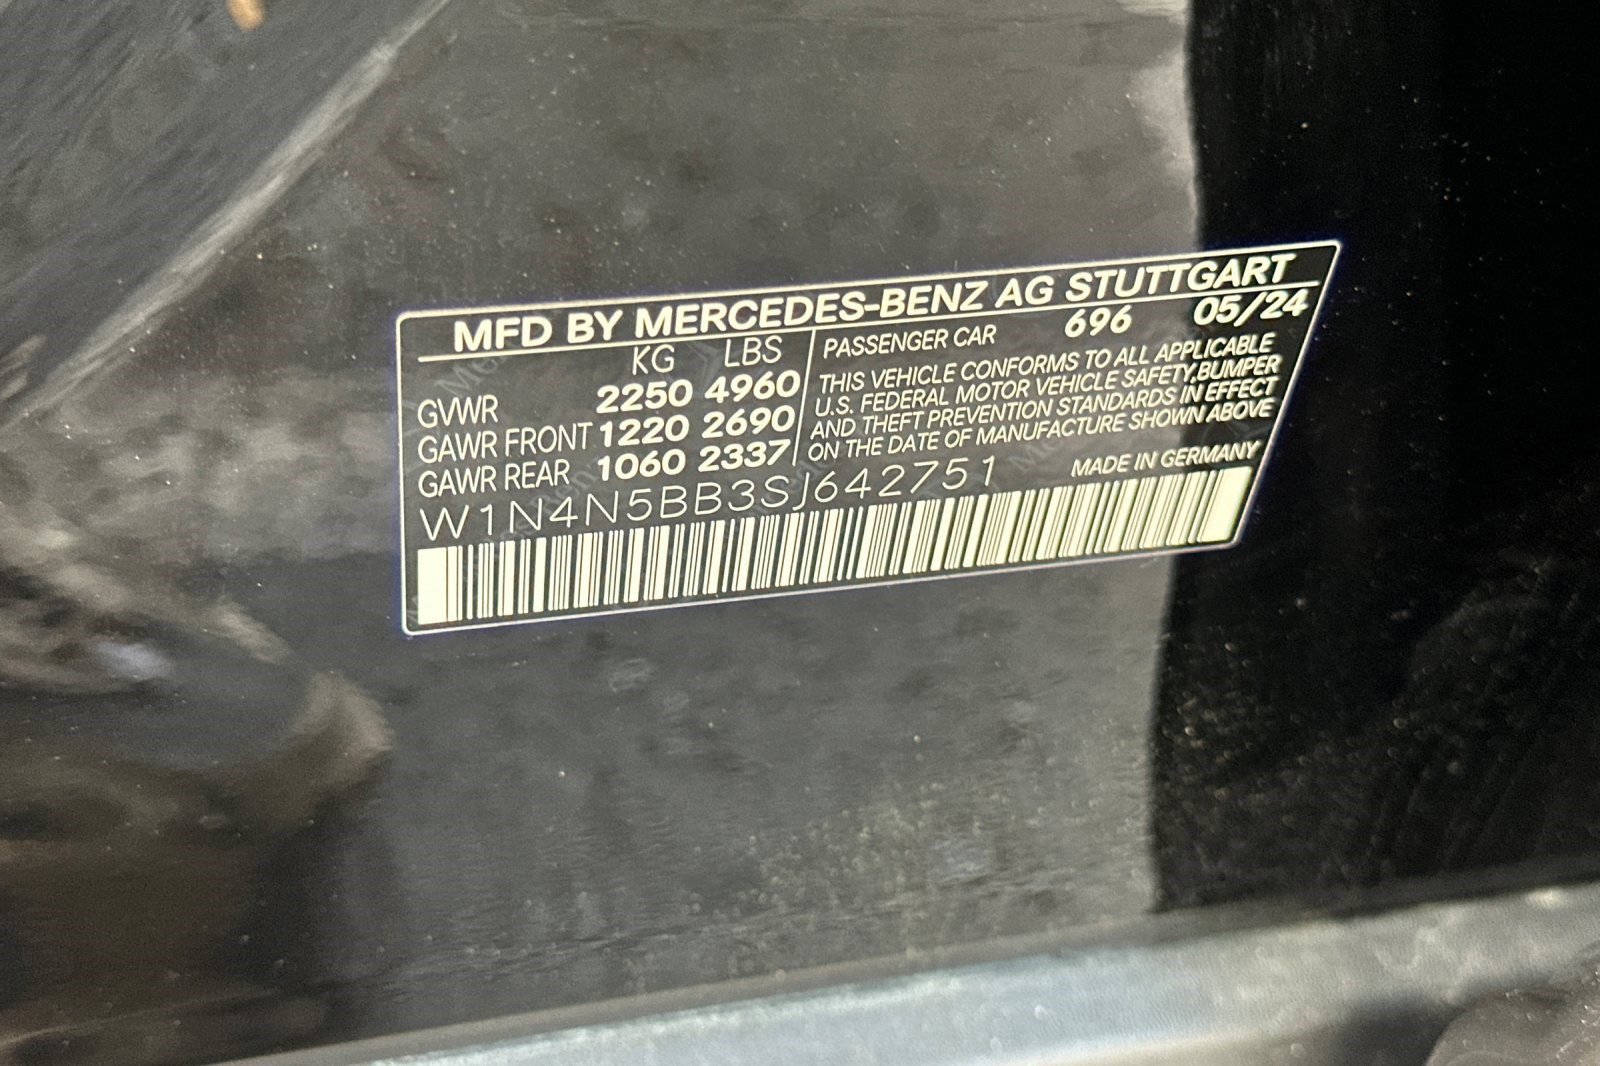 MFD BY MERCEDES-BENZ AG STUTTGART
KG LBS
GVWR 2250 4960
GAWR FRONT 1220 2690
GAWR REAR 1060 2337
PASSENGER CAR 696 05/24
THIS VEHICLE CONFORMS TO ALL APPLICABLE
U.S. FEDERAL MOTOR VEHICLE SAFETY,BUMPER
AND THEFT PREVENTION STANDARDS IN EFFECT
ON THE DATE OF MANUFACTURE SHOWN ABOVE
W1N4N5BB3SJ642751
MADE IN GERMANY